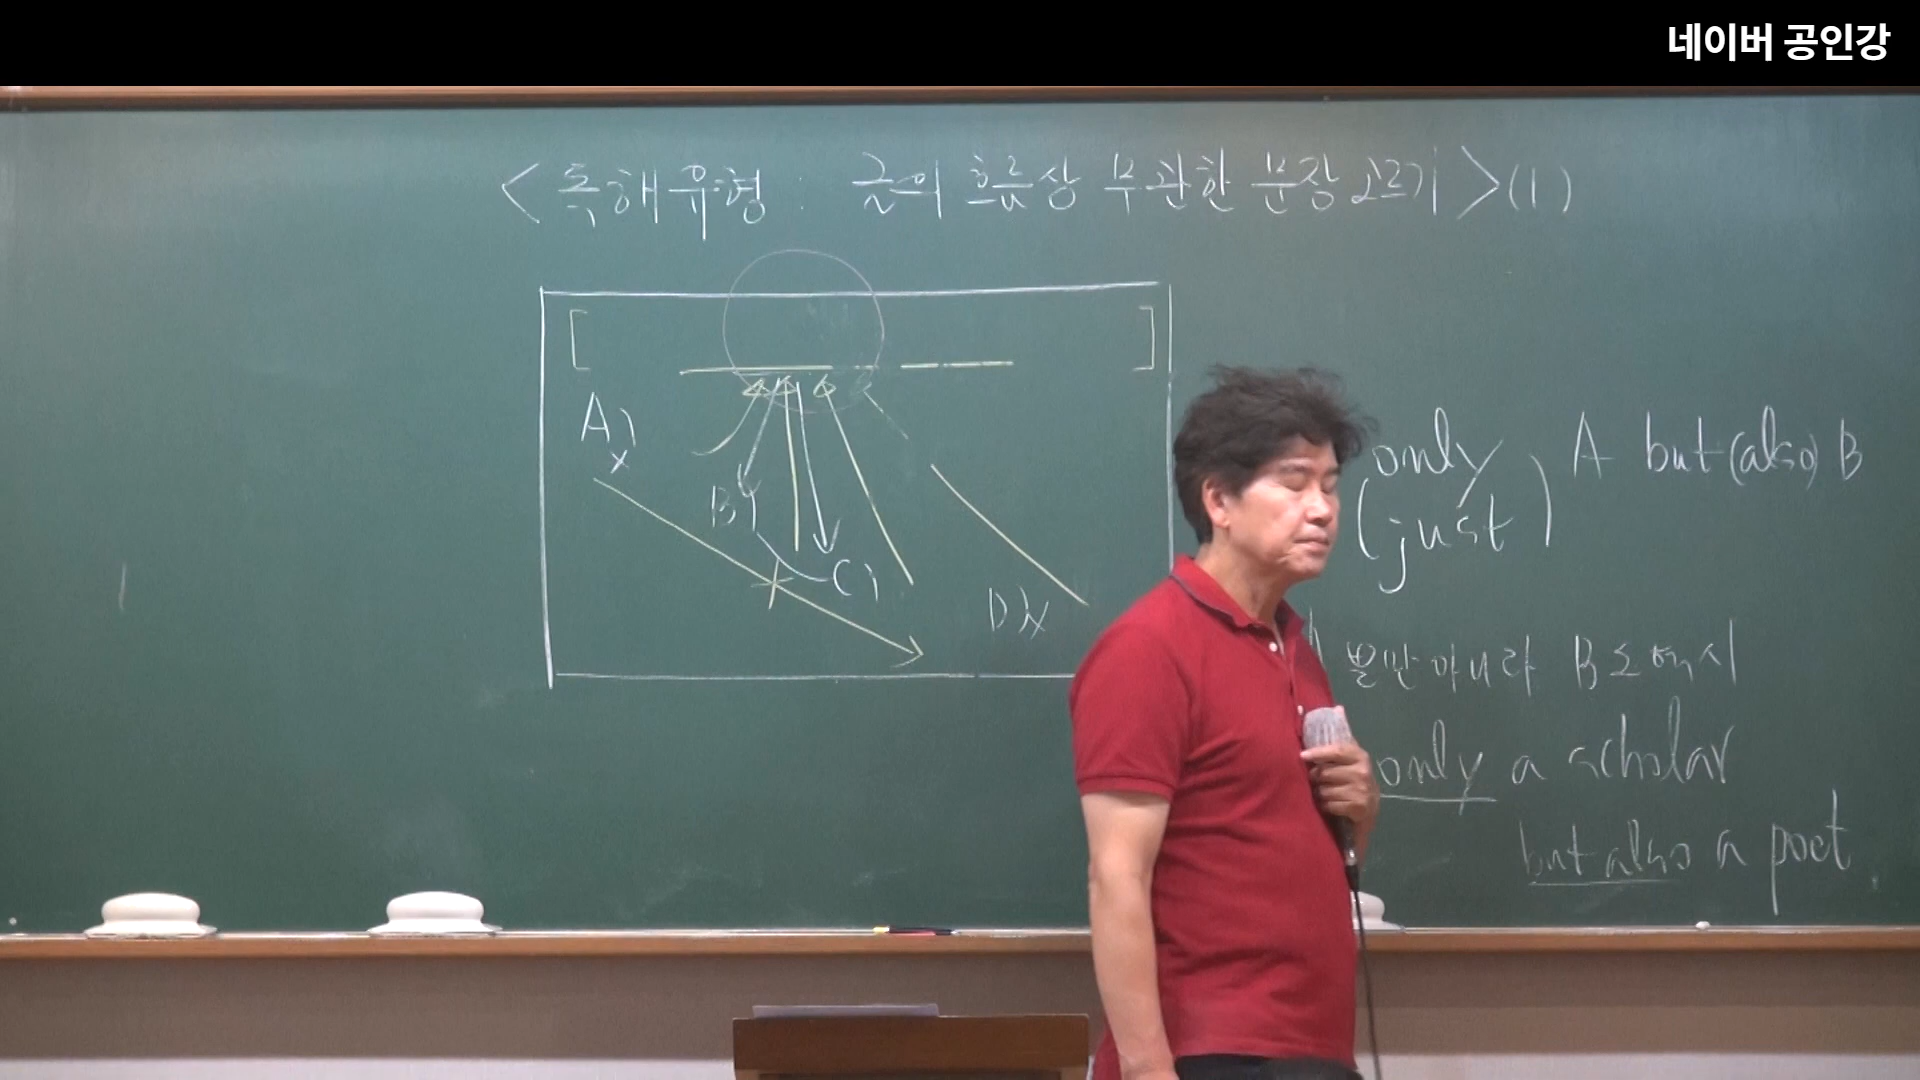 네이버 공인강
<독해유형: 글의 흐름상 무관한 문장 고르기>(1)
[ ]
A)
x
B)
C)
D)x
only A but (also) B
(just)
뿐만 아니라 B도 역시
only a scholar
but also a poet.